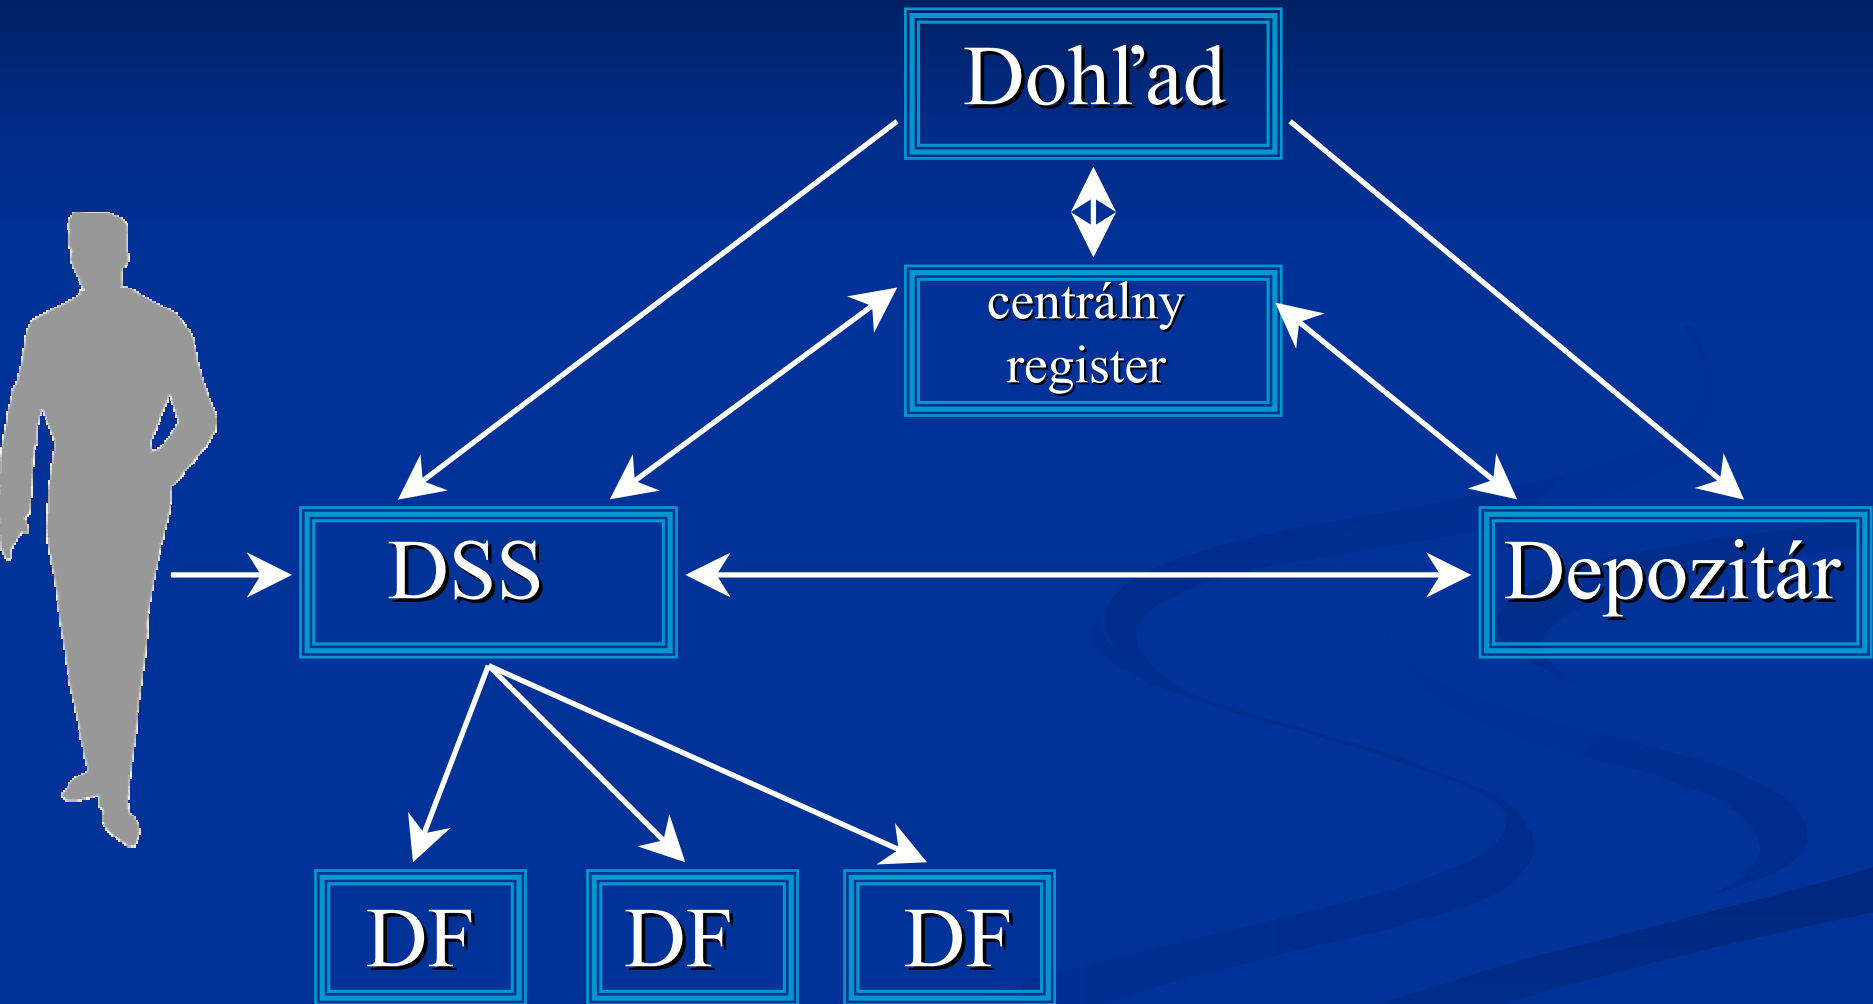 Dohľad
centrálny
register
DSS
Depozitár
DF
DF
DF